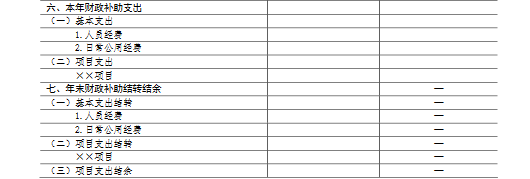 六、本年财政补助支出
（一）基本支出
1.人员经费
2.日常公用经费
（二）项目支出
××项目
七、年末财政补助结转结余 —
（一）基本支出结转 —
1.人员经费 —
2.日常公用经费 —
（二）项目支出结转 —
××项目 —
（三）项目支出结余 —